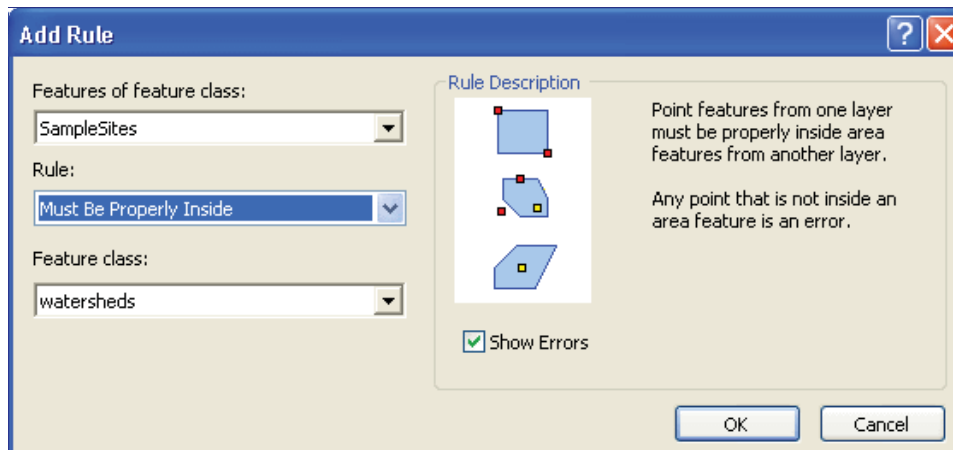 Add Rule
Features of feature class:
SampleSites
Rule:
Must Be Properly Inside
Feature class:
watersheds
Rule Description
Point features from one layer
must be properly inside area
features from another layer.
Any point that is not inside an
area feature is an error.
Show Errors
OK
Cancel